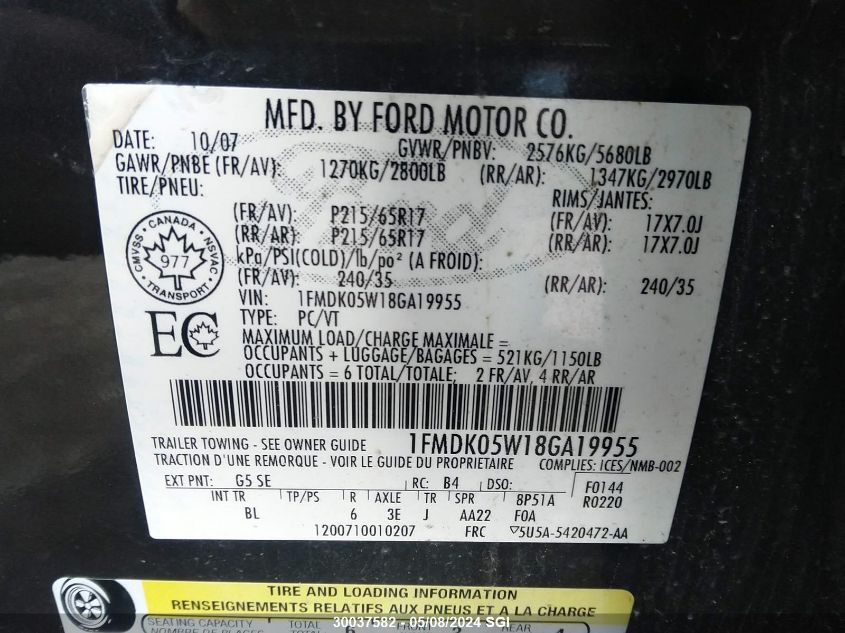 MFD. BY FORD MOTOR CO.
DATE: 10/07 GVWR/PNBV: 2576KG/5680LB
GAWR/PNBE (FR/AV): 1270KG/2800LB (RR/AR): 1347KG/2970LB
TIRE/PNEU: RIMS/JANTES:
(FR/AV): P215/65R17 (FR/AV): 17X7.0J
(RR/AR): P215/65R17 (RR/AR): 17X7.0J
kPa/PSI(COLD)/lb/po² (A FROID):
(FR/AV): 240/35 (RR/AR): 240/35
VIN: 1FMDK05W18GA19955
TYPE: PC/VT
CANADA
CMVSS NSVAC
977
TRANSPORT
EC
MAXIMUM LOAD/CHARGE MAXIMALE =
OCCUPANTS + LUGGAGE/BAGAGES = 521KG/1150LB
OCCUPANTS = 6 TOTAL/TOTALE; 2 FR/AV, 4 RR/AR
TRAILER TOWING - SEE OWNER GUIDE 1FMDK05W18GA19955
TRACTION D'UNE REMORQUE - VOIR LE GUIDE DU PROPRIETAIRE COMPLIES: ICES/NMB-002
EXT PNT: G5 SE RC: B4 DSO: F0144
INT TR TP/PS R AXLE TR SPR 8P51A R0220
BL 6 3E J AA22 F0A
1200710010207 FRC ▽5U5A-5420472-AA
TIRE AND LOADING INFORMATION
RENSEIGNEMENTS RELATIFS AUX PNEUS ET A LA CHARGE
SEATING CAPACITY TOTAL FRONT REAR
30037582 - 05/08/2024 SGI